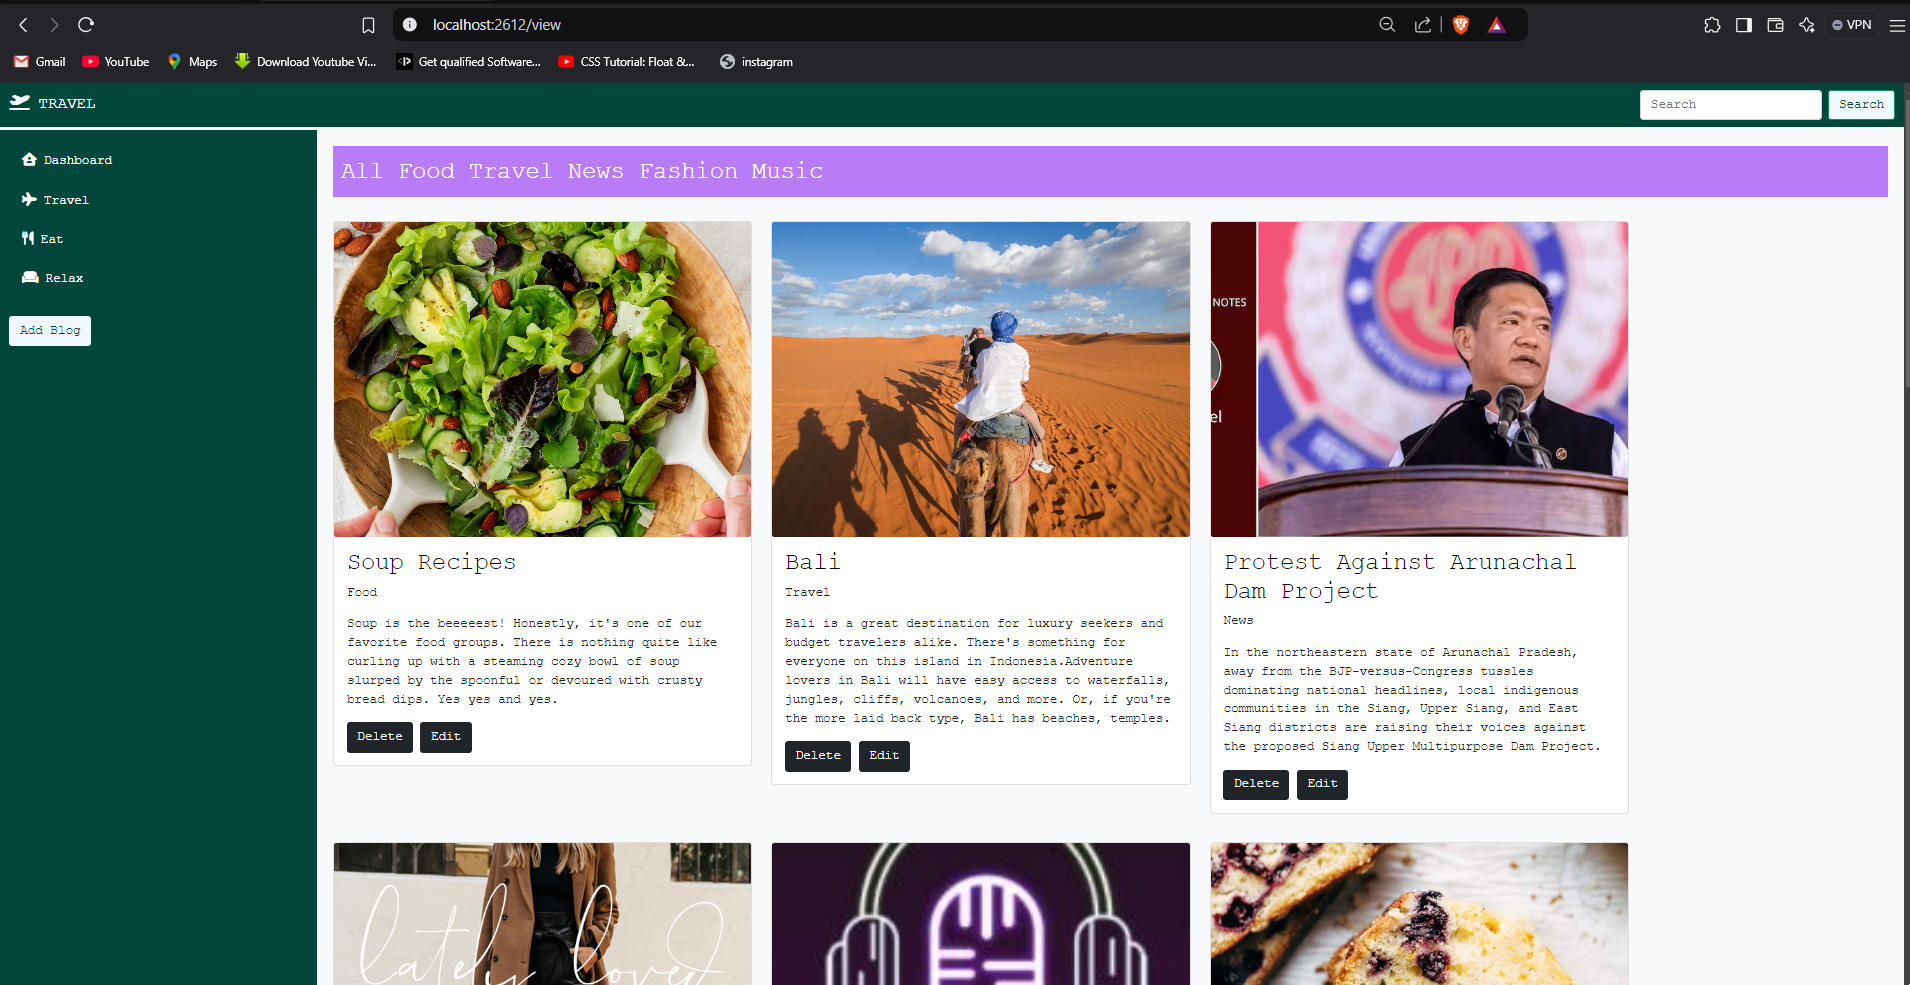 localhost:2612/view
VPN
Gmail
YouTube
Maps
Download Youtube Vi...
Get qualified Software...
CSS Tutorial: Float &...
instagram
TRAVEL
Search
Search
Dashboard
Travel
Eat
Relax
Add Blog
All Food Travel News Fashion Music
NOTES
el
Soup Recipes
Food
Soup is the beeeeest! Honestly, it's one of our
favorite food groups. There is nothing quite like
curling up with a steaming cozy bowl of soup
slurped by the spoonful or devoured with crusty
bread dips. Yes yes and yes.
Delete
Edit
Bali
Travel
Bali is a great destination for luxury seekers and
budget travelers alike. There's something for
everyone on this island in Indonesia.Adventure
lovers in Bali will have easy access to waterfalls,
jungles, cliffs, volcanoes, and more. Or, if you're
the more laid back type, Bali has beaches, temples.
Delete
Edit
Protest Against Arunachal
Dam Project
News
In the northeastern state of Arunachal Pradesh,
away from the BJP-versus-Congress tussles
dominating national headlines, local indigenous
communities in the Siang, Upper Siang, and East
Siang districts are raising their voices against
the proposed Siang Upper Multipurpose Dam Project.
Delete
Edit
lately loved